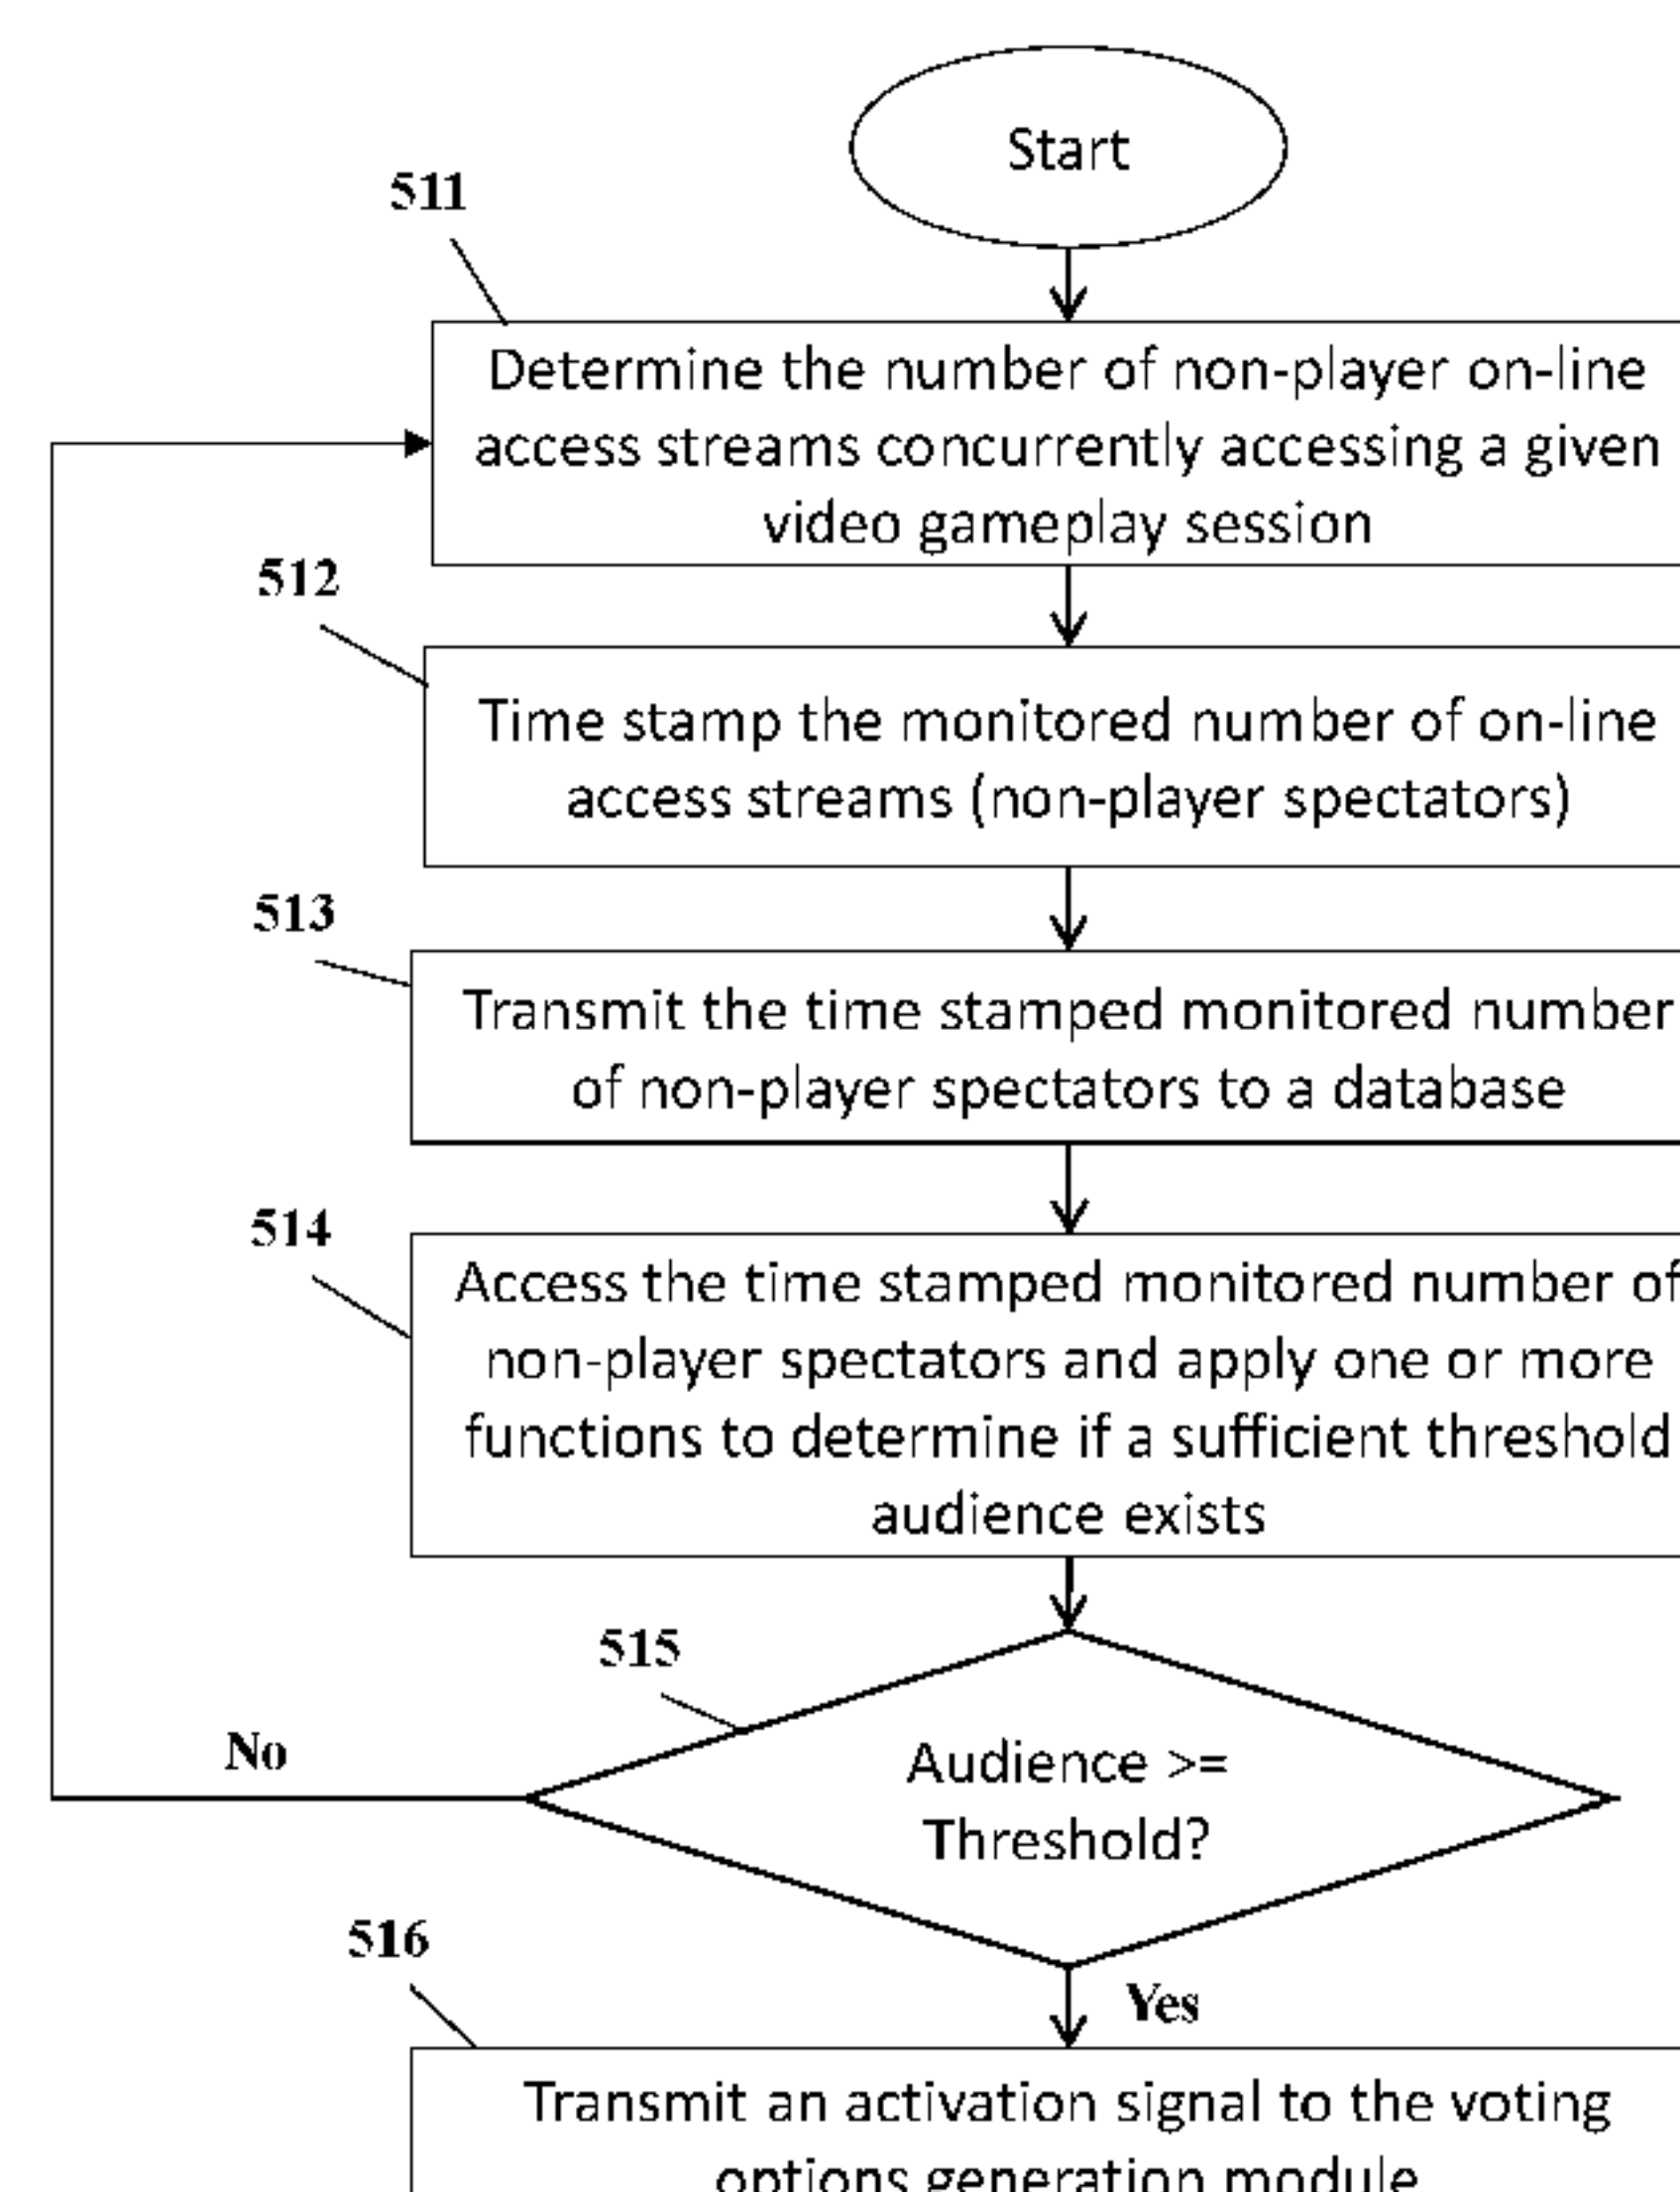 Start
511
Determine the number of non-player on-line
access streams concurrently accessing a given
video gameplay session
512
Time stamp the monitored number of on-line
access streams (non-player spectators)
513
Transmit the time stamped monitored number
of non-player spectators to a database
514
Access the time stamped monitored number of
non-player spectators and apply one or more
functions to determine if a sufficient threshold
audience exists
515
No
Audience >=
Threshold?
516
Yes
Transmit an activation signal to the voting
options generation module